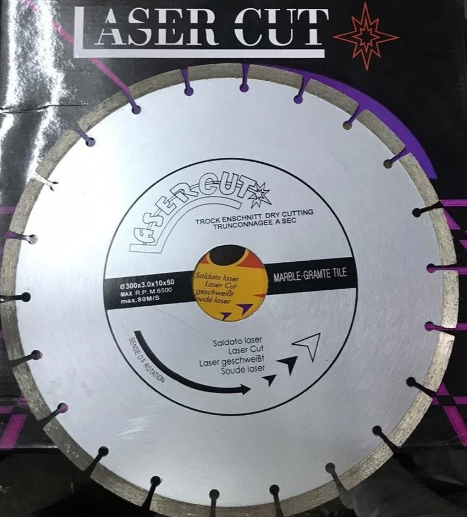 LASER CUT
LASER CUT
TROCK ENSCHNITT DRY CUTTING
TRUNCONNAGEE A SEC
Ø300x3.0x10x50
MAX R.P.M.6500
max.80M/S
Saldato laser
Laser Cut
geschweißt
oudé laser
MARBLE-GRAMTE TILE
Saldato laser
Laser Cut
Laser geschweißt
Soude laser
SENSE OF ROTATION